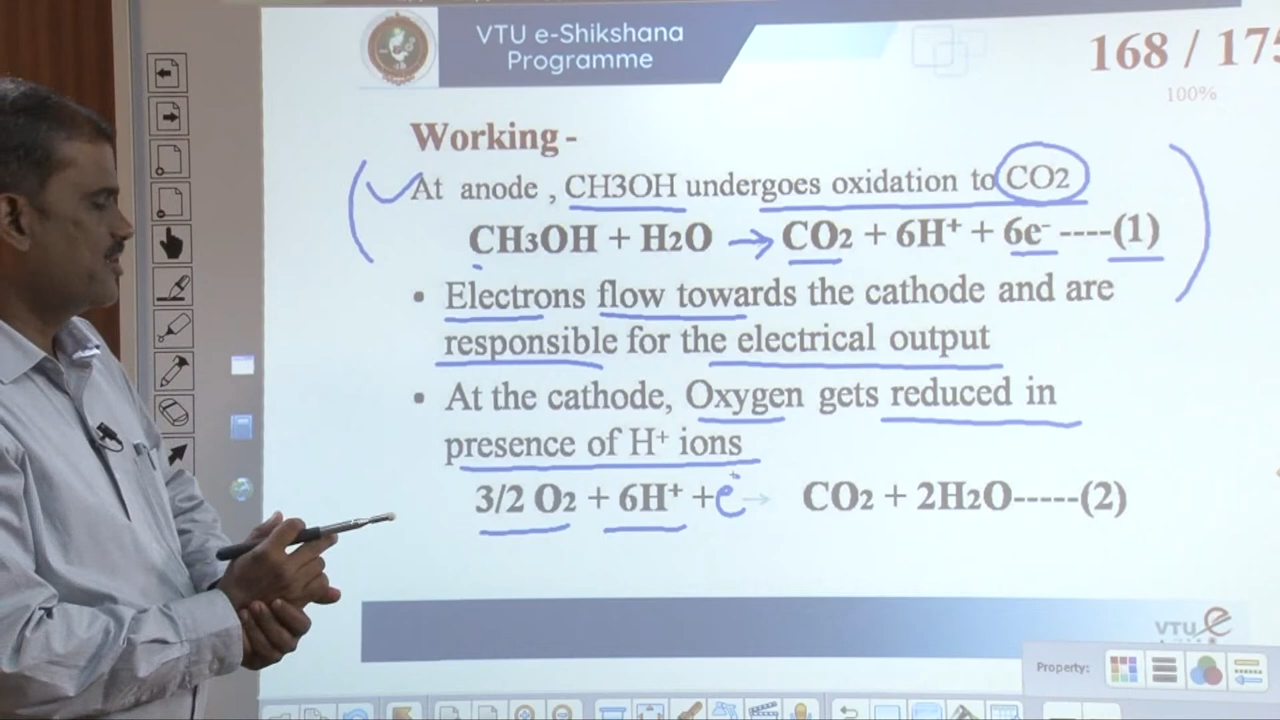 VTU e-Shikshana
Programme
168 / 175
100%
Working -
At anode , CH3OH undergoes oxidation to CO2
CH3OH + H2O → CO2 + 6H+ + 6e- ----(1)
• Electrons flow towards the cathode and are
responsible for the electrical output
• At the cathode, Oxygen gets reduced in
presence of H+ ions
3/2 O2 + 6H+ +e- → CO2 + 2H2O-----(2)
VTU e
Property: